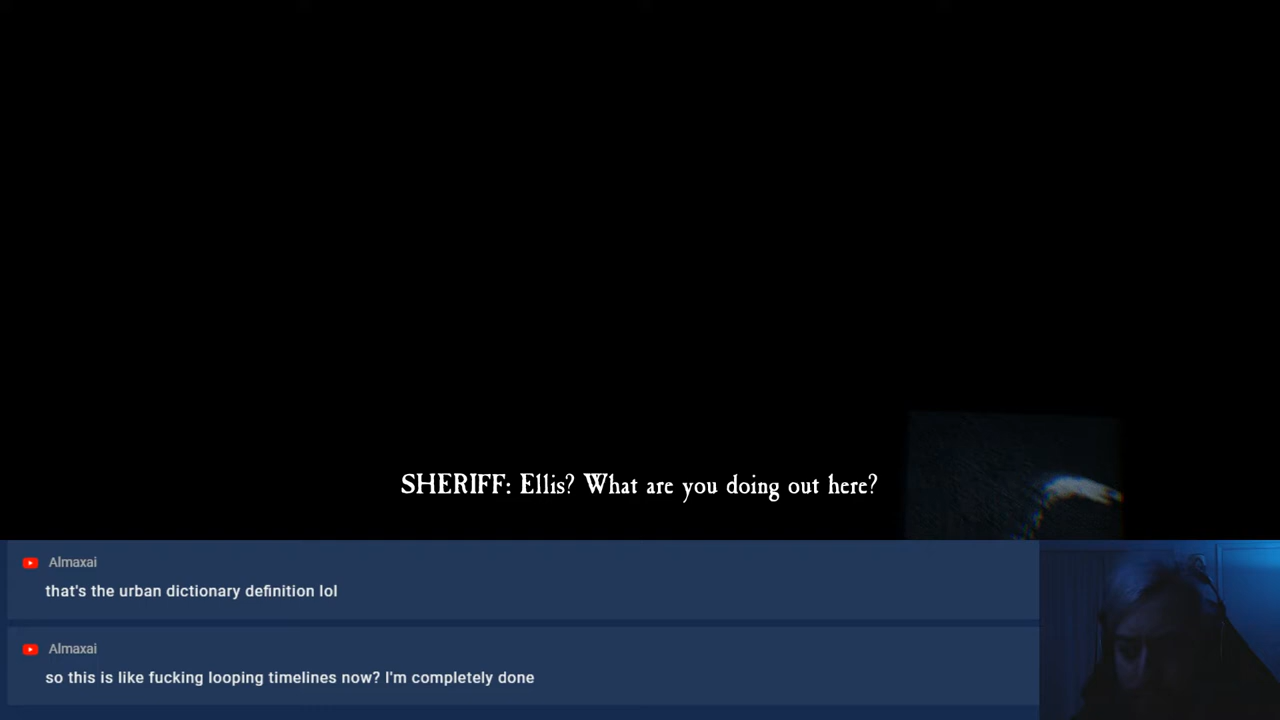 SHERIFF: Ellis? What are you doing out here?
Almaxai
that's the urban dictionary definition lol
Almaxai
so this is like fucking looping timelines now? I'm completely done